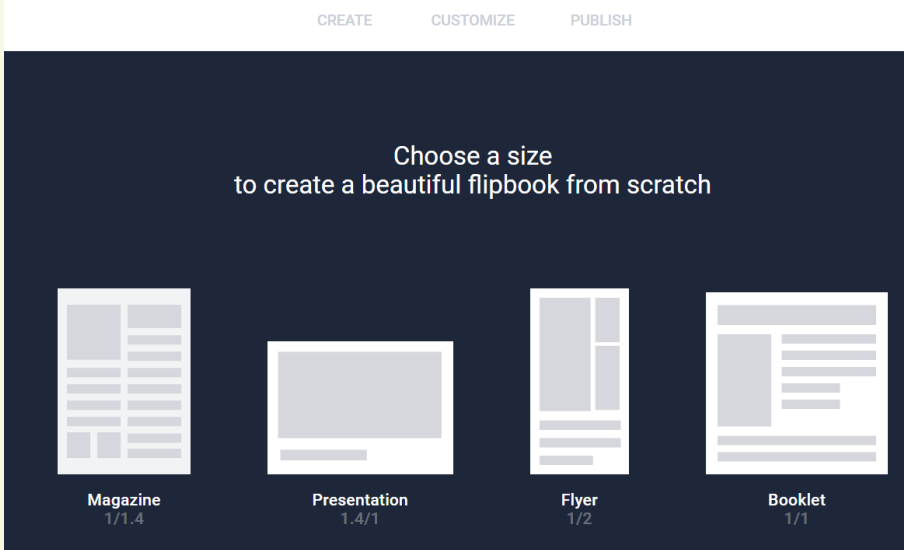 CREATE CUSTOMIZE PUBLISH
Choose a size
to create a beautiful flipbook from scratch
Magazine Presentation Flyer Booklet
1/1.4 1.4/1 1/2 1/1